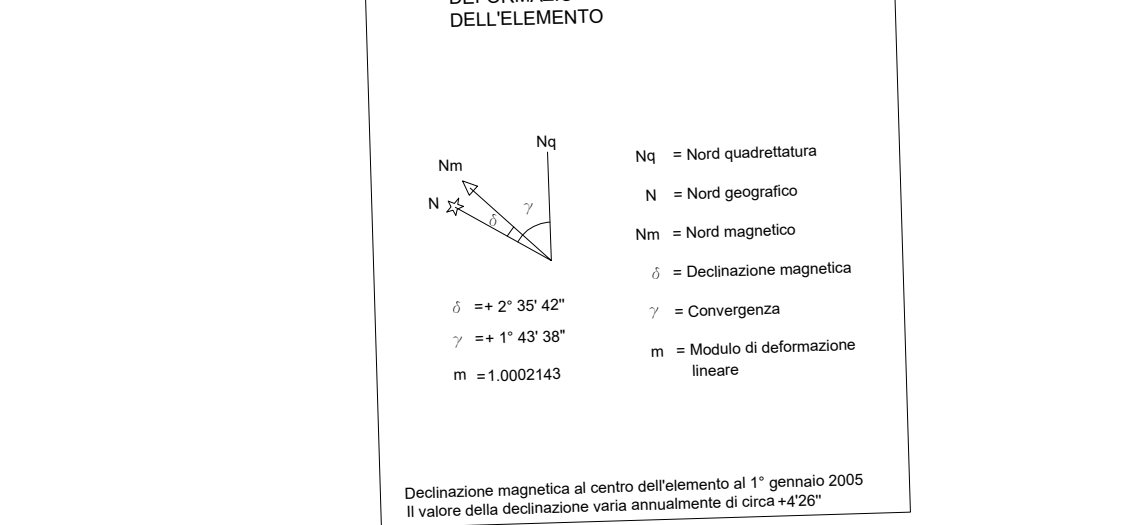 DELL'ELEMENTO
Nq
Nm
N
δ
γ
δ =+ 2° 35' 42"
γ =+ 1° 43' 38"
m =1.0002143
Nq = Nord quadrettatura
N = Nord geografico
Nm = Nord magnetico
δ = Declinazione magnetica
γ = Convergenza
m = Modulo di deformazione
lineare
Declinazione magnetica al centro dell'elemento al 1° gennaio 2005
Il valore della declinazione varia annualmente di circa +4'26"